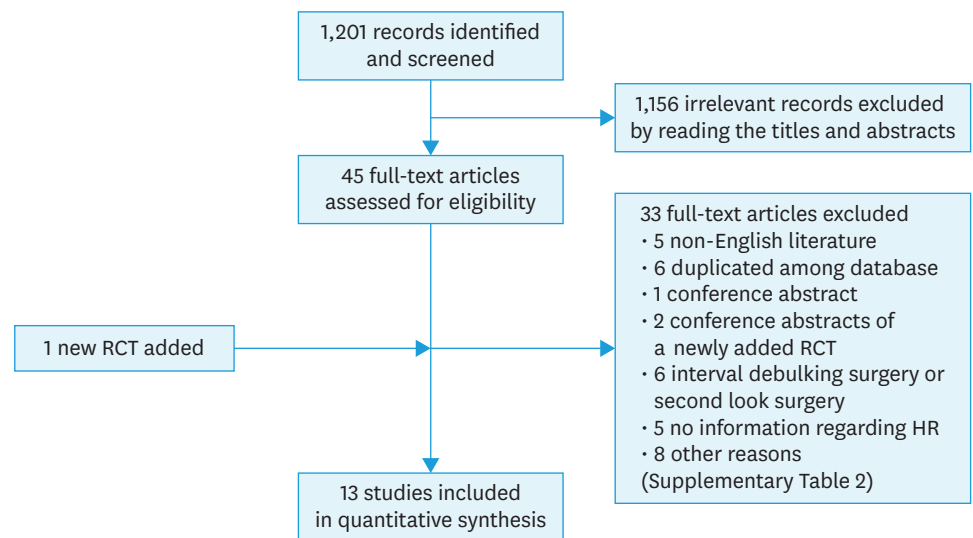 1,201 records identified
and screened
1,156 irrelevant records excluded
by reading the titles and abstracts
45 full-text articles
assessed for eligibility
33 full-text articles excluded
· 5 non-English literature
· 6 duplicated among database
· 1 conference abstract
· 2 conference abstracts of
a newly added RCT
· 6 interval debulking surgery or
second look surgery
· 5 no information regarding HR
· 8 other reasons
(Supplementary Table 2)
1 new RCT added
13 studies included
in quantitative synthesis